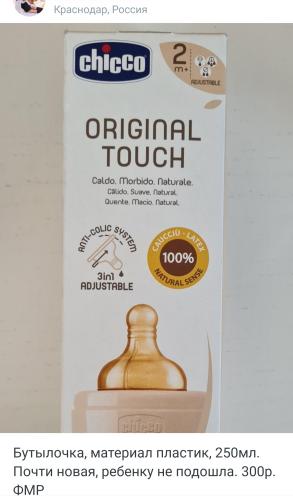 Краснодар, Россия
chicco
2
m+
ADJUSTABLE
ORIGINAL
TOUCH
Caldo, Morbido, Naturale.
Cálido, Suave, Natural.
Quente, Macio, Natural.
ANTI-COLIC SYSTEM
3in1
ADJUSTABLE
CAUCCIÙ - LATEX
100%
NATURAL SENSE
chicco
Бутылочка, материал пластик, 250мл.
Почти новая, ребенку не подошла. 300р.
ФМР